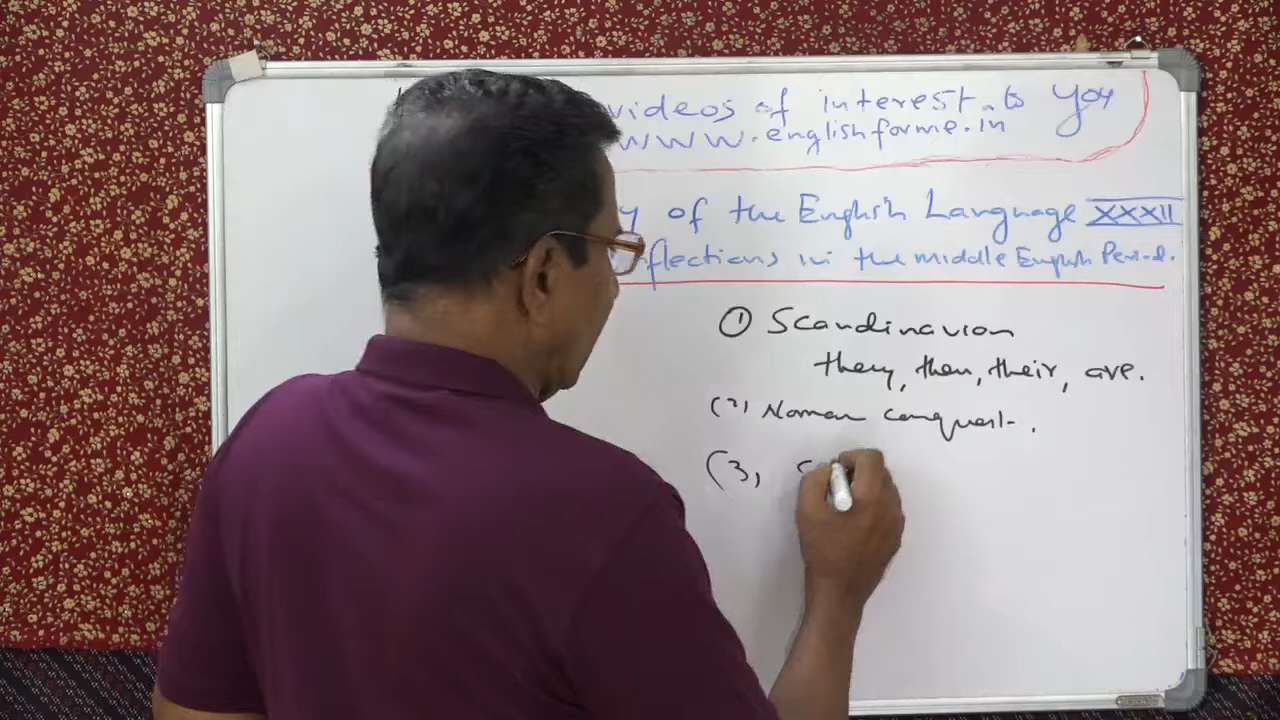 videos of interest to you
www.englishforme.in
y of the English Language XXXII
flections in the middle English Period.
① Scandinavian
they, then, their, are.
(2) Norman conquest.
(3) S